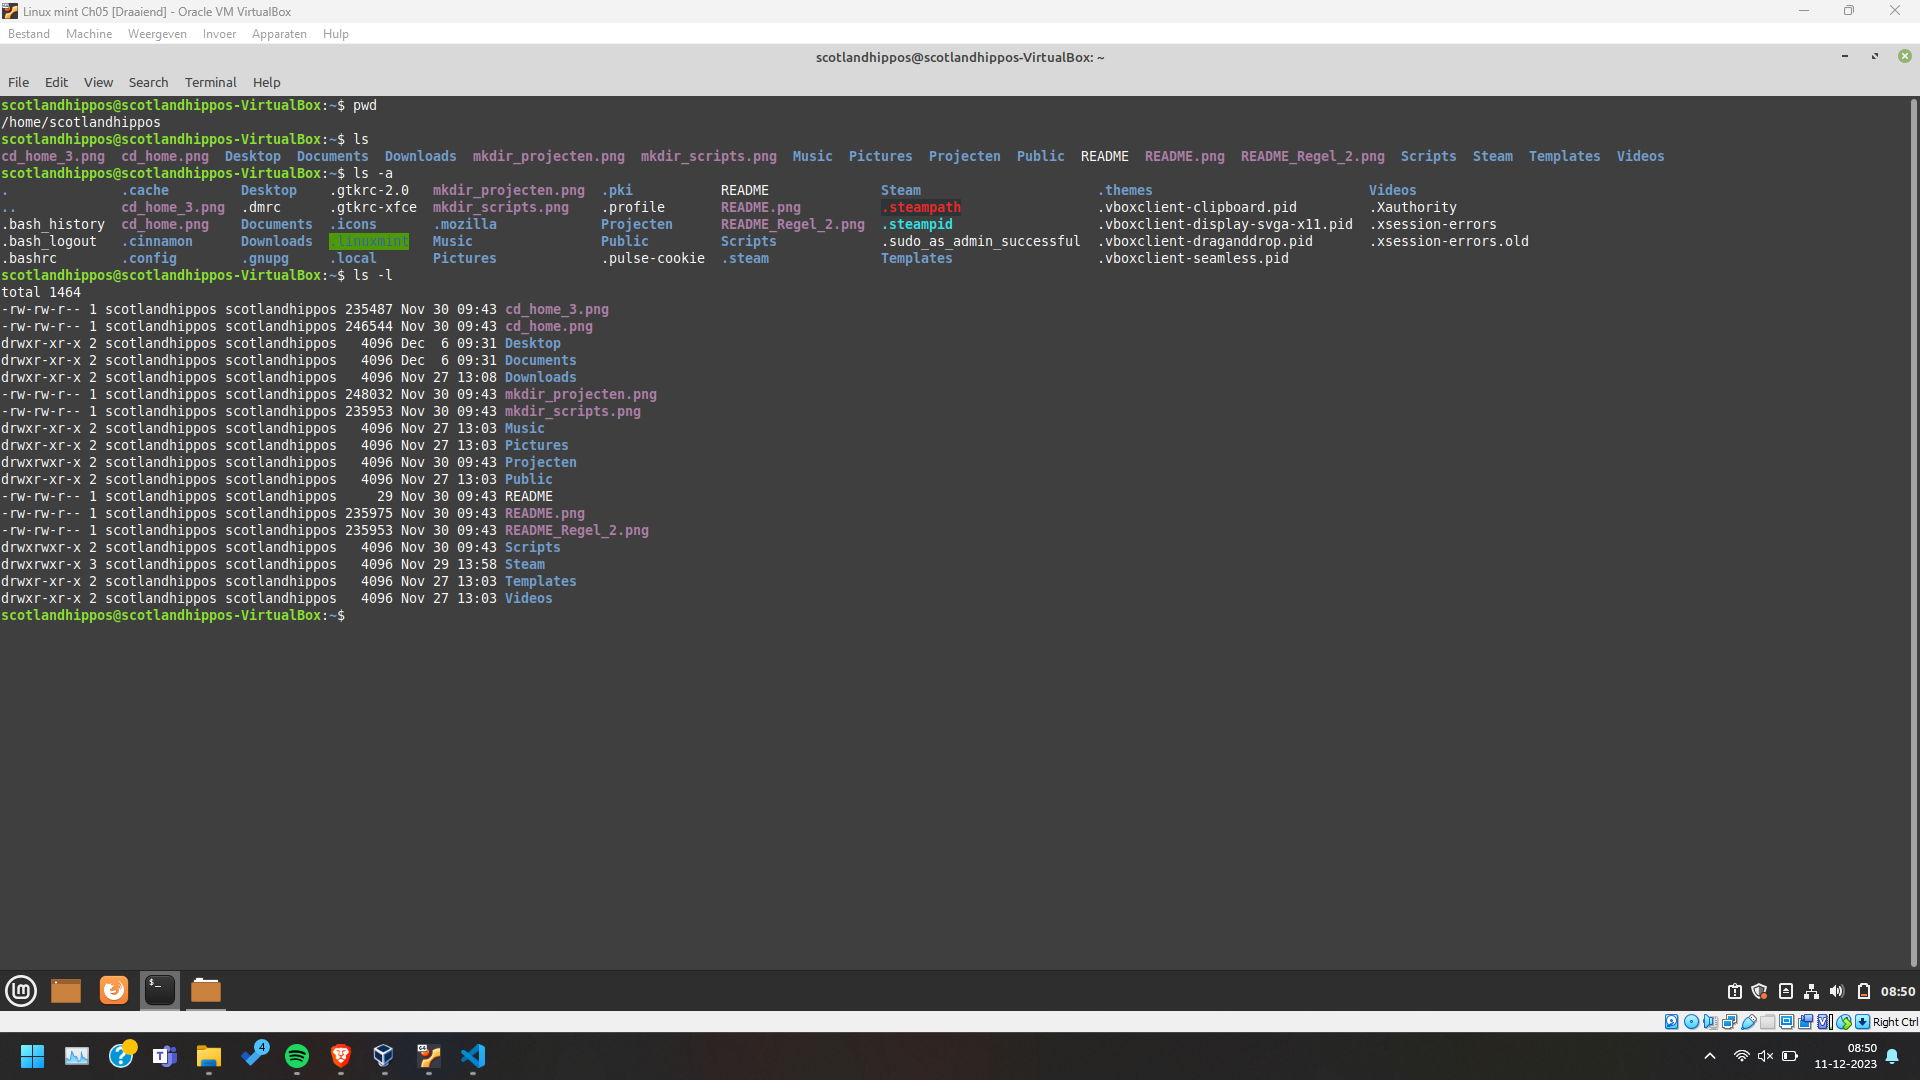 Linux mint Ch05 [Draaiend] - Oracle VM VirtualBox
Bestand Machine Weergeven Invoer Apparaten Hulp
scotlandhippos@scotlandhippos-VirtualBox: ~
File Edit View Search Terminal Help
scotlandhippos@scotlandhippos-VirtualBox:~$ pwd
/home/scotlandhippos
scotlandhippos@scotlandhippos-VirtualBox:~$ ls
cd_home_3.png cd_home.png Desktop Documents Downloads mkdir_projecten.png mkdir_scripts.png Music Pictures Projecten Public README README.png README_Regel_2.png Scripts Steam Templates Videos
scotlandhippos@scotlandhippos-VirtualBox:~$ ls -a
. .cache Desktop .gtkrc-2.0 mkdir_projecten.png .pki README Steam .themes Videos
.. cd_home_3.png .dmrc .gtkrc-xfce mkdir_scripts.png .profile README.png .steampath .vboxclient-clipboard.pid .Xauthority
.bash_history cd_home.png Documents .icons .mozilla Projecten README_Regel_2.png .steampid .vboxclient-display-svga-x11.pid .xsession-errors
.bash_logout .cinnamon Downloads .linuxmint Music Public Scripts .sudo_as_admin_successful .vboxclient-draganddrop.pid .xsession-errors.old
.bashrc .config .gnupg .local Pictures .pulse-cookie .steam Templates .vboxclient-seamless.pid
scotlandhippos@scotlandhippos-VirtualBox:~$ ls -l
total 1464
-rw-rw-r-- 1 scotlandhippos scotlandhippos 235487 Nov 30 09:43 cd_home_3.png
-rw-rw-r-- 1 scotlandhippos scotlandhippos 246544 Nov 30 09:43 cd_home.png
drwxr-xr-x 2 scotlandhippos scotlandhippos 4096 Dec 6 09:31 Desktop
drwxr-xr-x 2 scotlandhippos scotlandhippos 4096 Dec 6 09:31 Documents
drwxr-xr-x 2 scotlandhippos scotlandhippos 4096 Nov 27 13:08 Downloads
-rw-rw-r-- 1 scotlandhippos scotlandhippos 248032 Nov 30 09:43 mkdir_projecten.png
-rw-rw-r-- 1 scotlandhippos scotlandhippos 235953 Nov 30 09:43 mkdir_scripts.png
drwxr-xr-x 2 scotlandhippos scotlandhippos 4096 Nov 27 13:03 Music
drwxr-xr-x 2 scotlandhippos scotlandhippos 4096 Nov 27 13:03 Pictures
drwxrwxr-x 2 scotlandhippos scotlandhippos 4096 Nov 30 09:43 Projecten
drwxr-xr-x 2 scotlandhippos scotlandhippos 4096 Nov 27 13:03 Public
-rw-rw-r-- 1 scotlandhippos scotlandhippos 29 Nov 30 09:43 README
-rw-rw-r-- 1 scotlandhippos scotlandhippos 235975 Nov 30 09:43 README.png
-rw-rw-r-- 1 scotlandhippos scotlandhippos 235953 Nov 30 09:43 README_Regel_2.png
drwxrwxr-x 2 scotlandhippos scotlandhippos 4096 Nov 30 09:43 Scripts
drwxrwxr-x 3 scotlandhippos scotlandhippos 4096 Nov 29 13:58 Steam
drwxr-xr-x 2 scotlandhippos scotlandhippos 4096 Nov 27 13:03 Templates
drwxr-xr-x 2 scotlandhippos scotlandhippos 4096 Nov 27 13:03 Videos
scotlandhippos@scotlandhippos-VirtualBox:~$
08:50
Right Ctrl
4
08:50
11-12-2023